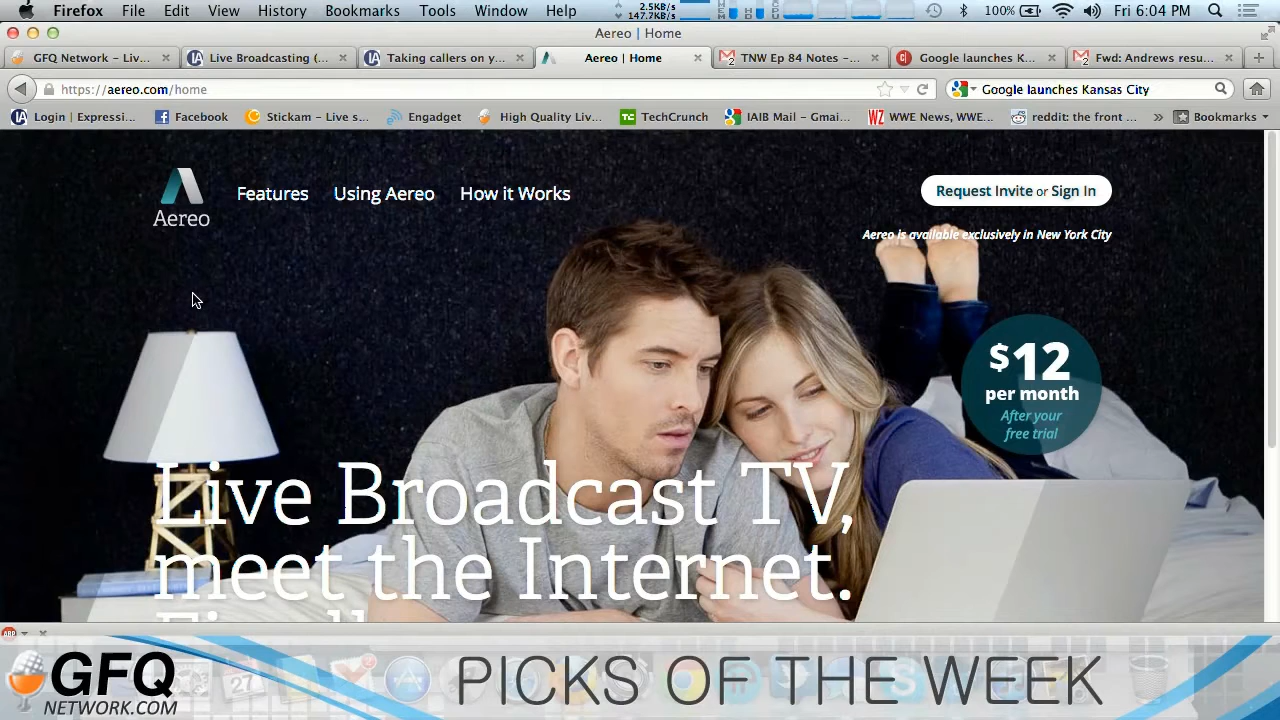 Firefox File Edit View History Bookmarks Tools Window Help 2.5KB/s 147.7KB/s 100% Fri 6:04 PM
Aereo | Home
GFQ Network – Liv... Live Broadcasting (... Taking callers on y... Aereo | Home TNW Ep 84 Notes –... Google launches K... Fwd: Andrews resu...
https://aereo.com/home Google launches Kansas City
Login | Expressi... Facebook Stickam – Live s... Engadget High Quality Liv... TechCrunch IAIB Mail – Gmai... WWE News, WWE... reddit: the front ... » Bookmarks
Aereo Features Using Aereo How it Works Request Invite or Sign In
Aereo is available exclusively in New York City
$12
per month
After your
free trial
Live Broadcast TV,
meet the Internet.
GFQ
NETWORK.COM
PICKS OF THE WEEK